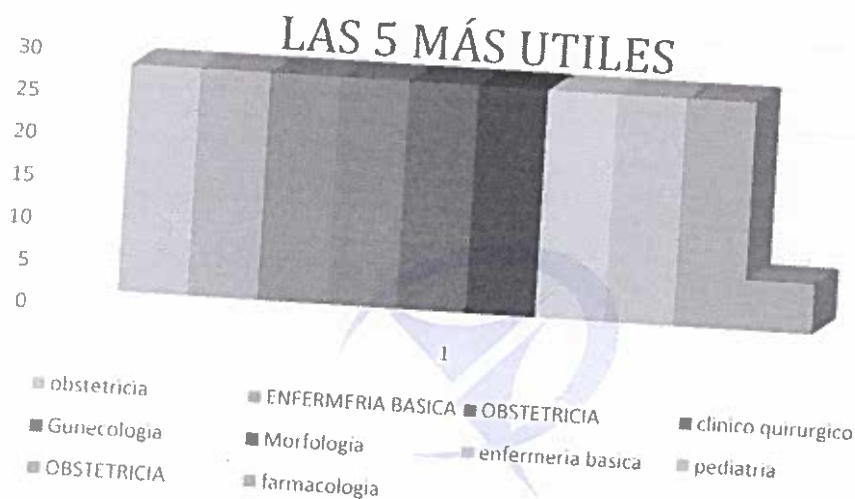 LAS 5 MÁS UTILES
30
25
20
15
10
5
0
1
obstetricia
ENFERMERIA BASICA
OBSTETRICIA
clinico quirurgico
Gunecologia
Morfologia
enfermeria basica
pediatria
OBSTETRICIA
farmacologia